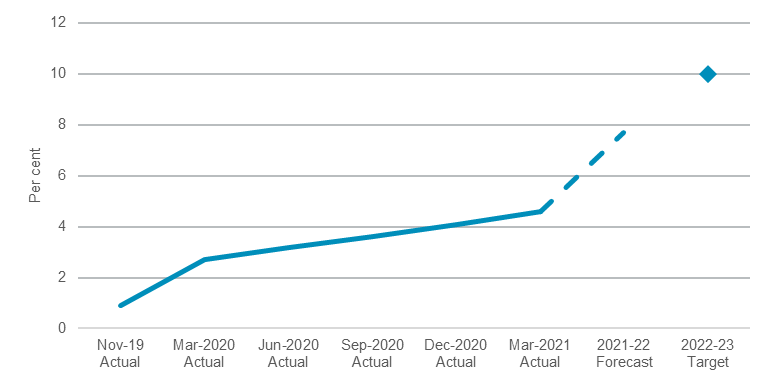 12
10
8
6
4
2
0
Per cent
Nov-19 Mar-2020 Jun-2020 Sep-2020 Dec-2020 Mar-2021 2021-22 2022-23
Actual Actual Actual Actual Actual Actual Forecast Target